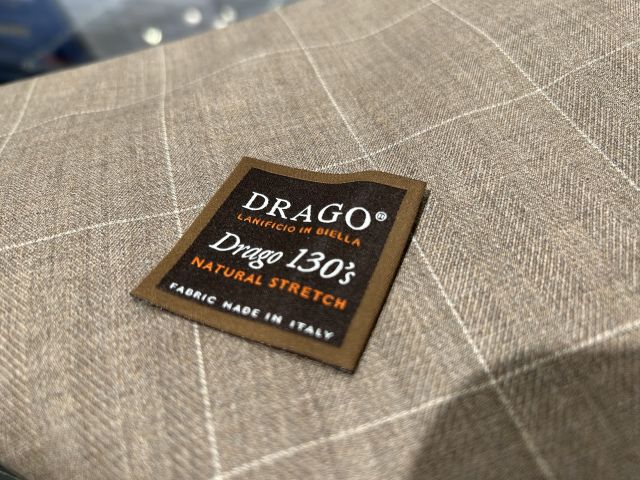 DRAGO®
LANIFICIO IN BIELLA
Drago 130's
NATURAL STRETCH
FABRIC MADE IN ITALY